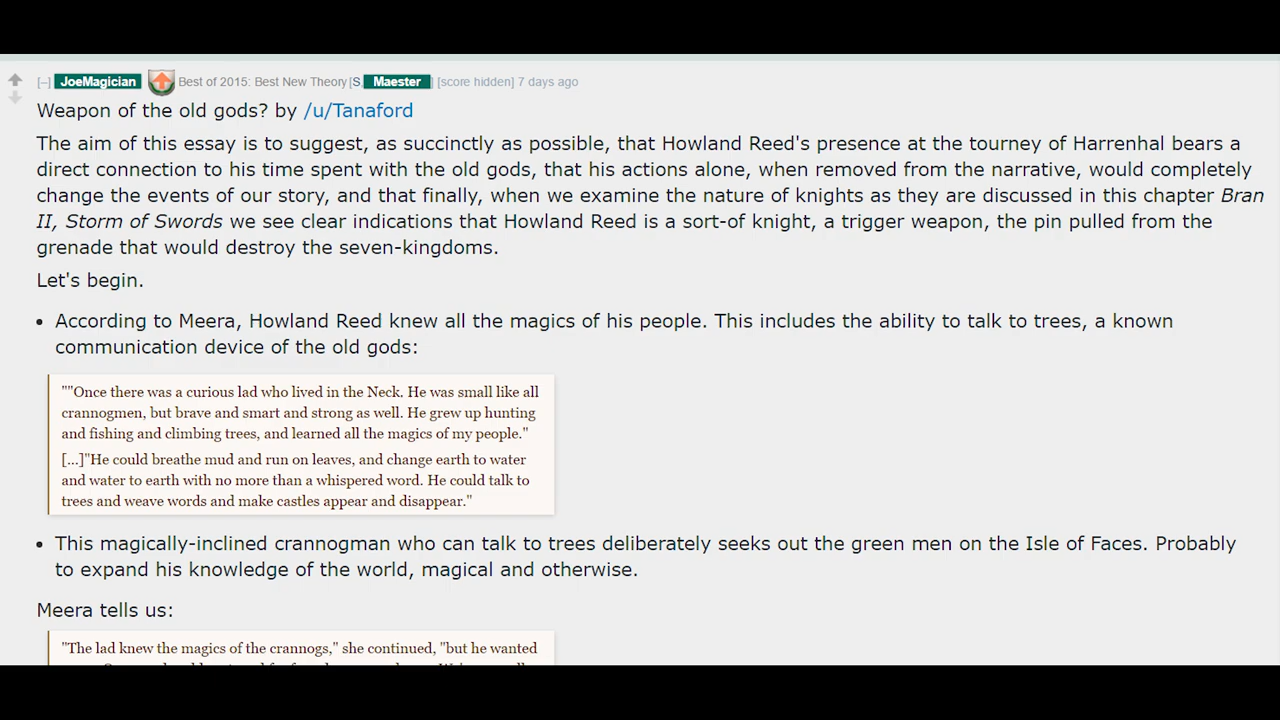 [–] JoeMagician Best of 2015: Best New Theory [S Maester ] [score hidden] 7 days ago
Weapon of the old gods? by /u/Tanaford
The aim of this essay is to suggest, as succinctly as possible, that Howland Reed's presence at the tourney of Harrenhal bears a
direct connection to his time spent with the old gods, that his actions alone, when removed from the narrative, would completely
change the events of our story, and that finally, when we examine the nature of knights as they are discussed in this chapter Bran
II, Storm of Swords we see clear indications that Howland Reed is a sort-of knight, a trigger weapon, the pin pulled from the
grenade that would destroy the seven-kingdoms.
Let's begin.
• According to Meera, Howland Reed knew all the magics of his people. This includes the ability to talk to trees, a known
communication device of the old gods:
""Once there was a curious lad who lived in the Neck. He was small like all
crannogmen, but brave and smart and strong as well. He grew up hunting
and fishing and climbing trees, and learned all the magics of my people."
[...]"He could breathe mud and run on leaves, and change earth to water
and water to earth with no more than a whispered word. He could talk to
trees and weave words and make castles appear and disappear."
• This magically-inclined crannogman who can talk to trees deliberately seeks out the green men on the Isle of Faces. Probably
to expand his knowledge of the world, magical and otherwise.
Meera tells us:
"The lad knew the magics of the crannogs," she continued, "but he wanted